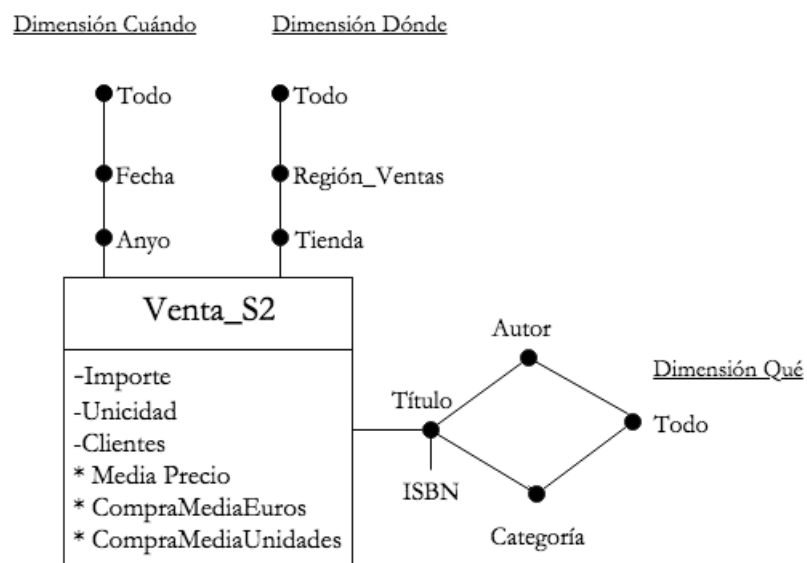 Dimensión Cuándo
Dimensión Dónde
Todo
Todo
Fecha
Región_Ventas
Anyo
Tienda
Venta_S2
-Importe
-Unicidad
-Clientes
* Media Precio
* CompraMediaEuros
* CompraMediaUnidades
Autor
Dimensión Qué
Título
Todo
ISBN
Categoría